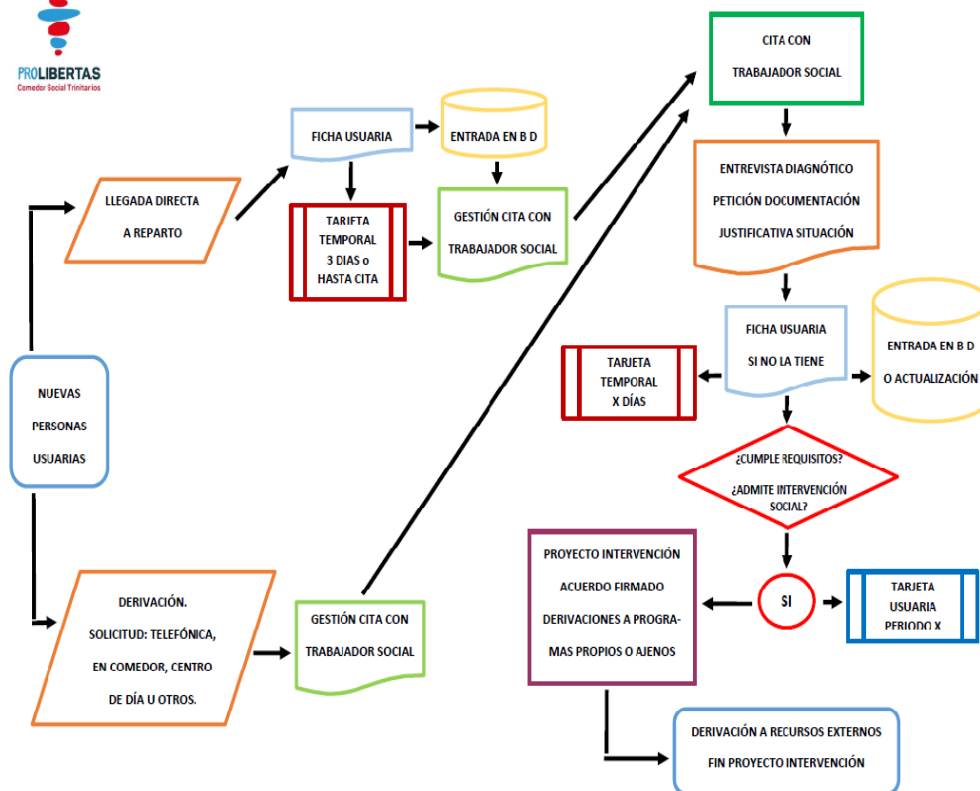 PROLIBERTAS
Comedor Social Trinitarios
NUEVAS
PERSONAS
USUARIAS
LLEGADA DIRECTA
A REPARTO
FICHA USUARIA
ENTRADA EN B D
TARJETA
TEMPORAL
3 DIAS o
HASTA CITA
GESTIÓN CITA CON
TRABAJADOR SOCIAL
DERIVACIÓN.
SOLICITUD: TELEFÓNICA,
EN COMEDOR, CENTRO
DE DÍA U OTROS.
GESTIÓN CITA CON
TRABAJADOR SOCIAL
CITA CON
TRABAJADOR SOCIAL
ENTREVISTA DIAGNÓTICO
PETICIÓN DOCUMENTACIÓN
JUSTIFICATIVA SITUACIÓN
FICHA USUARIA
SI NO LA TIENE
TARJETA
TEMPORAL
X DÍAS
ENTRADA EN B D
O ACTUALIZACIÓN
¿CUMPLE REQUISITOS?
¿ADMITE INTERVENCIÓN
SOCIAL?
SI
TARJETA
USUARIA
PERIODO X
PROYECTO INTERVENCIÓN
ACUERDO FIRMADO
DERIVACIONES A PROGRA-
MAS PROPIOS O AJENOS
DERIVACIÓN A RECURSOS EXTERNOS
FIN PROYECTO INTERVENCIÓN